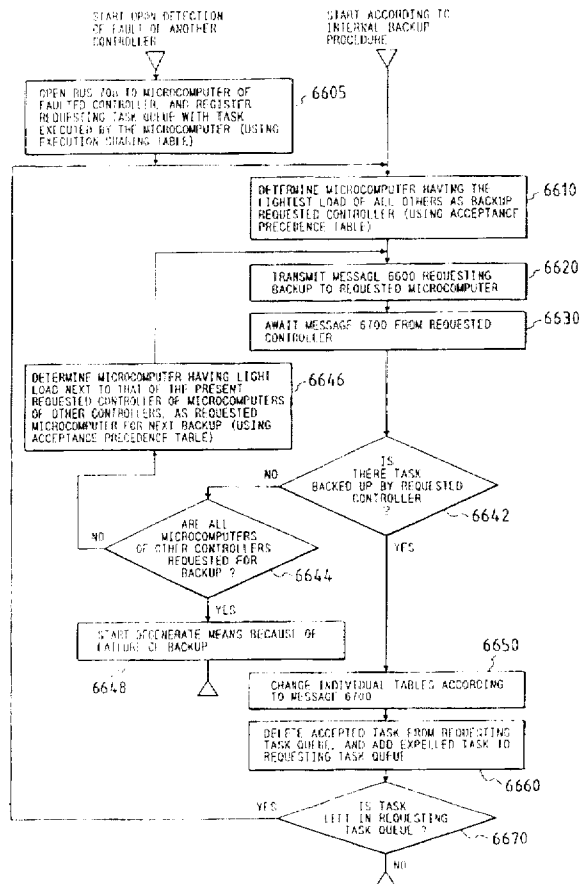 START UPON DETECTION
OF FAULT OF ANOTHER
CONTROLLER
START ACCORDING TO
INTERNAL BACKUP
PROCEDURE
OPEN BUS 70B TO MICROCOMPUTER OF
FAULTED CONTROLLER, AND REGISTER
REQUESTING TASK QUEUE WITH TASK
EXECUTED BY THE MICROCOMPUTER (USING
EXECUTION SHARING TABLE)
6605
DETERMINE MICROCOMPUTER HAVING THE
LIGHTEST LOAD OF ALL OTHERS AS BACKUP
REQUESTED CONTROLLER (USING ACCEPTANCE
PRECEDENCE TABLE)
6610
TRANSMIT MESSAGE 6600 REQUESTING
BACKUP TO REQUESTED MICROCOMPUTER
6620
AWAIT MESSAGE 6700 FROM REQUESTED
CONTROLLER
6630
DETERMINE MICROCOMPUTER HAVING LIGHT
LOAD NEXT TO THAT OF THE PRESENT
REQUESTED CONTROLLER OF MICROCOMPUTERS
OF OTHER CONTROLLERS, AS REQUESTED
MICROCOMPUTER FOR NEXT BACKUP (USING
ACCEPTANCE PRECEDENCE TABLE)
6646
IS
THERE TASK
BACKED UP BY REQUESTED
CONTROLLER
?
6642
NO
YES
ARE ALL
MICROCOMPUTERS
OF OTHER CONTROLLERS
REQUESTED FOR
BACKUP ?
6644
NO
YES
START DEGENERATE MEANS BECAUSE OF
FAILURE OF BACKUP
6648
CHANGE INDIVIDUAL TABLES ACCORDING
TO MESSAGE 6700
6650
DELETE ACCEPTED TASK FROM REQUESTING
TASK QUEUE, AND ADD EXPELLED TASK TO
REQUESTING TASK QUEUE
6660
IS TASK
LEFT IN REQUESTING
TASK QUEUE ?
6670
YES
NO